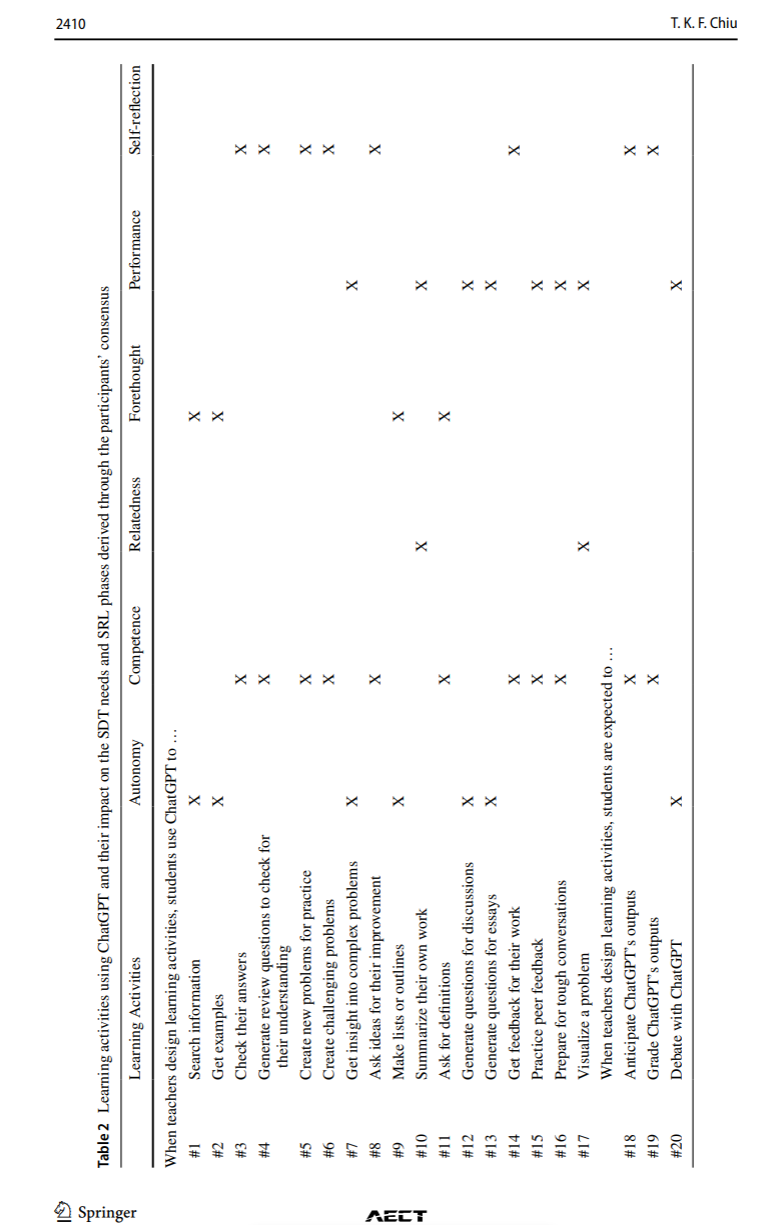 2410 T. K. F. Chiu
Table 2 Learning activities using ChatGPT and their impact on the SDT needs and SRL phases derived through the participants’ consensus
Learning Activities Autonomy Competence Relatedness Forethought Performance Self-reflection
When teachers design learning activities, students use ChatGPT to …
#1 Search information X X
#2 Get examples X X
#3 Check their answers X X
#4 Generate review questions to check for X X
their understanding
#5 Create new problems for practice X X
#6 Create challenging problems X X
#7 Get insight into complex problems X X
#8 Ask ideas for their improvement X X
#9 Make lists or outlines X X
#10 Summarize their own work X X
#11 Ask for definitions X X
#12 Generate questions for discussions X X
#13 Generate questions for essays X X
#14 Get feedback for their work X X
#15 Practice peer feedback X X
#16 Prepare for tough conversations X X
#17 Visualize a problem X X
When teachers design learning activities, students are expected to …
#18 Anticipate ChatGPT’s outputs X X
#19 Grade ChatGPT’s outputs X X
#20 Debate with ChatGPT X X
Springer AECT